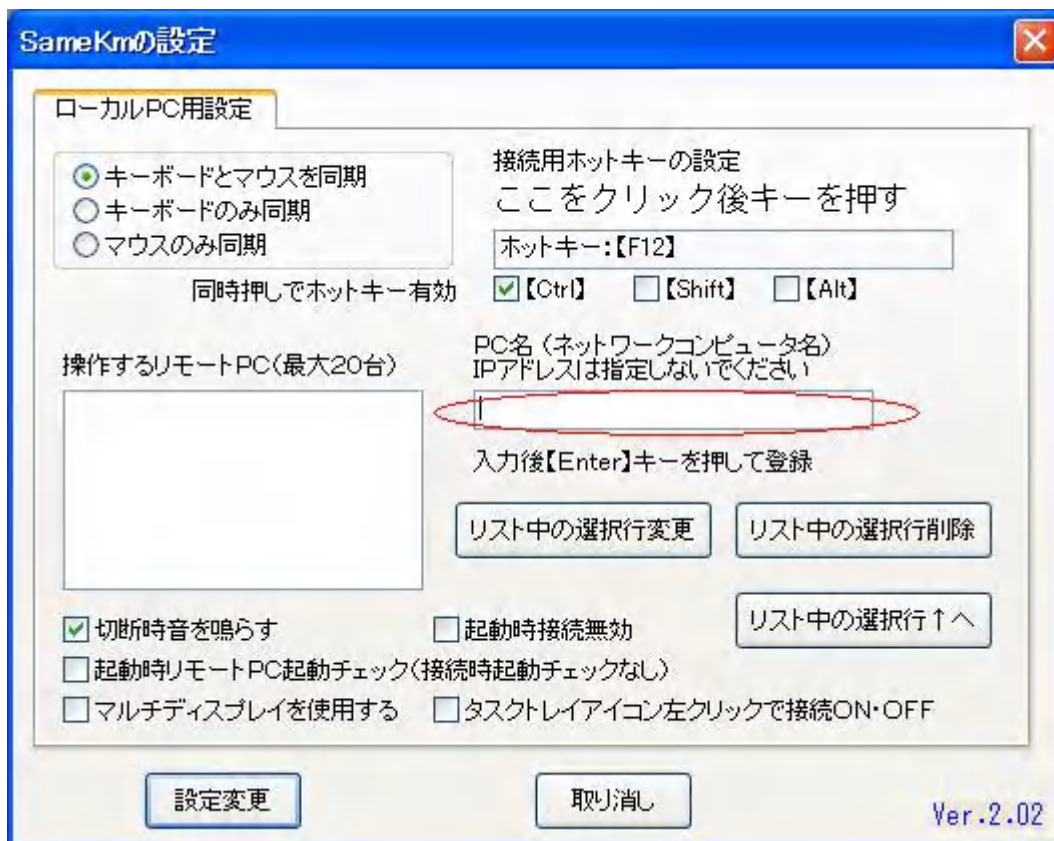 SameKmの設定
ローカルPC用設定
キーボードとマウスを同期
キーボードのみ同期
マウスのみ同期
接続用ホットキーの設定
ここをクリック後キーを押す
ホットキー:【F12】
同時押しでホットキー有効
【Ctrl】 【Shift】 【Alt】
操作するリモートPC(最大20台)
PC名（ネットワークコンピュータ名）
IPアドレスは指定しないでください
入力後【Enter】キーを押して登録
リスト中の選択行変更 リスト中の選択行削除
リスト中の選択行↑へ
切断時音を鳴らす 起動時接続無効
起動時リモートPC起動チェック(接続時起動チェックなし)
マルチディスプレイを使用する タスクトレイアイコン左クリックで接続ON・OFF
設定変更 取り消し
Ver.2.02